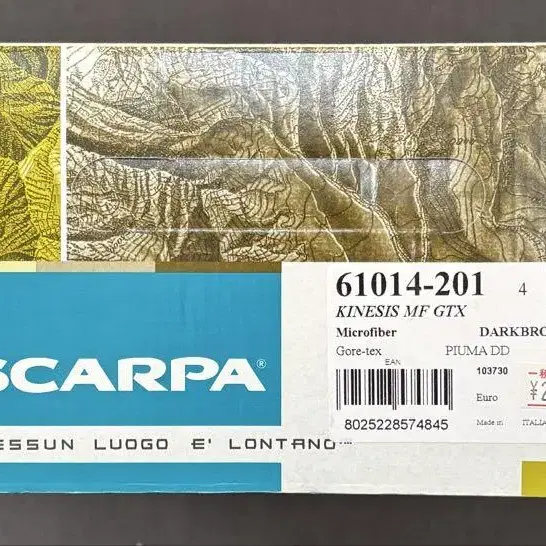 61014-201 4
KINESIS MF GTX
Microfiber DARKBRO
Gore-tex PIUMA DD
EAN
103730
Euro
8025228574845
Made in ITALIA
¥
SCARPA®
ESSUN LUOGO E' LONTANO...